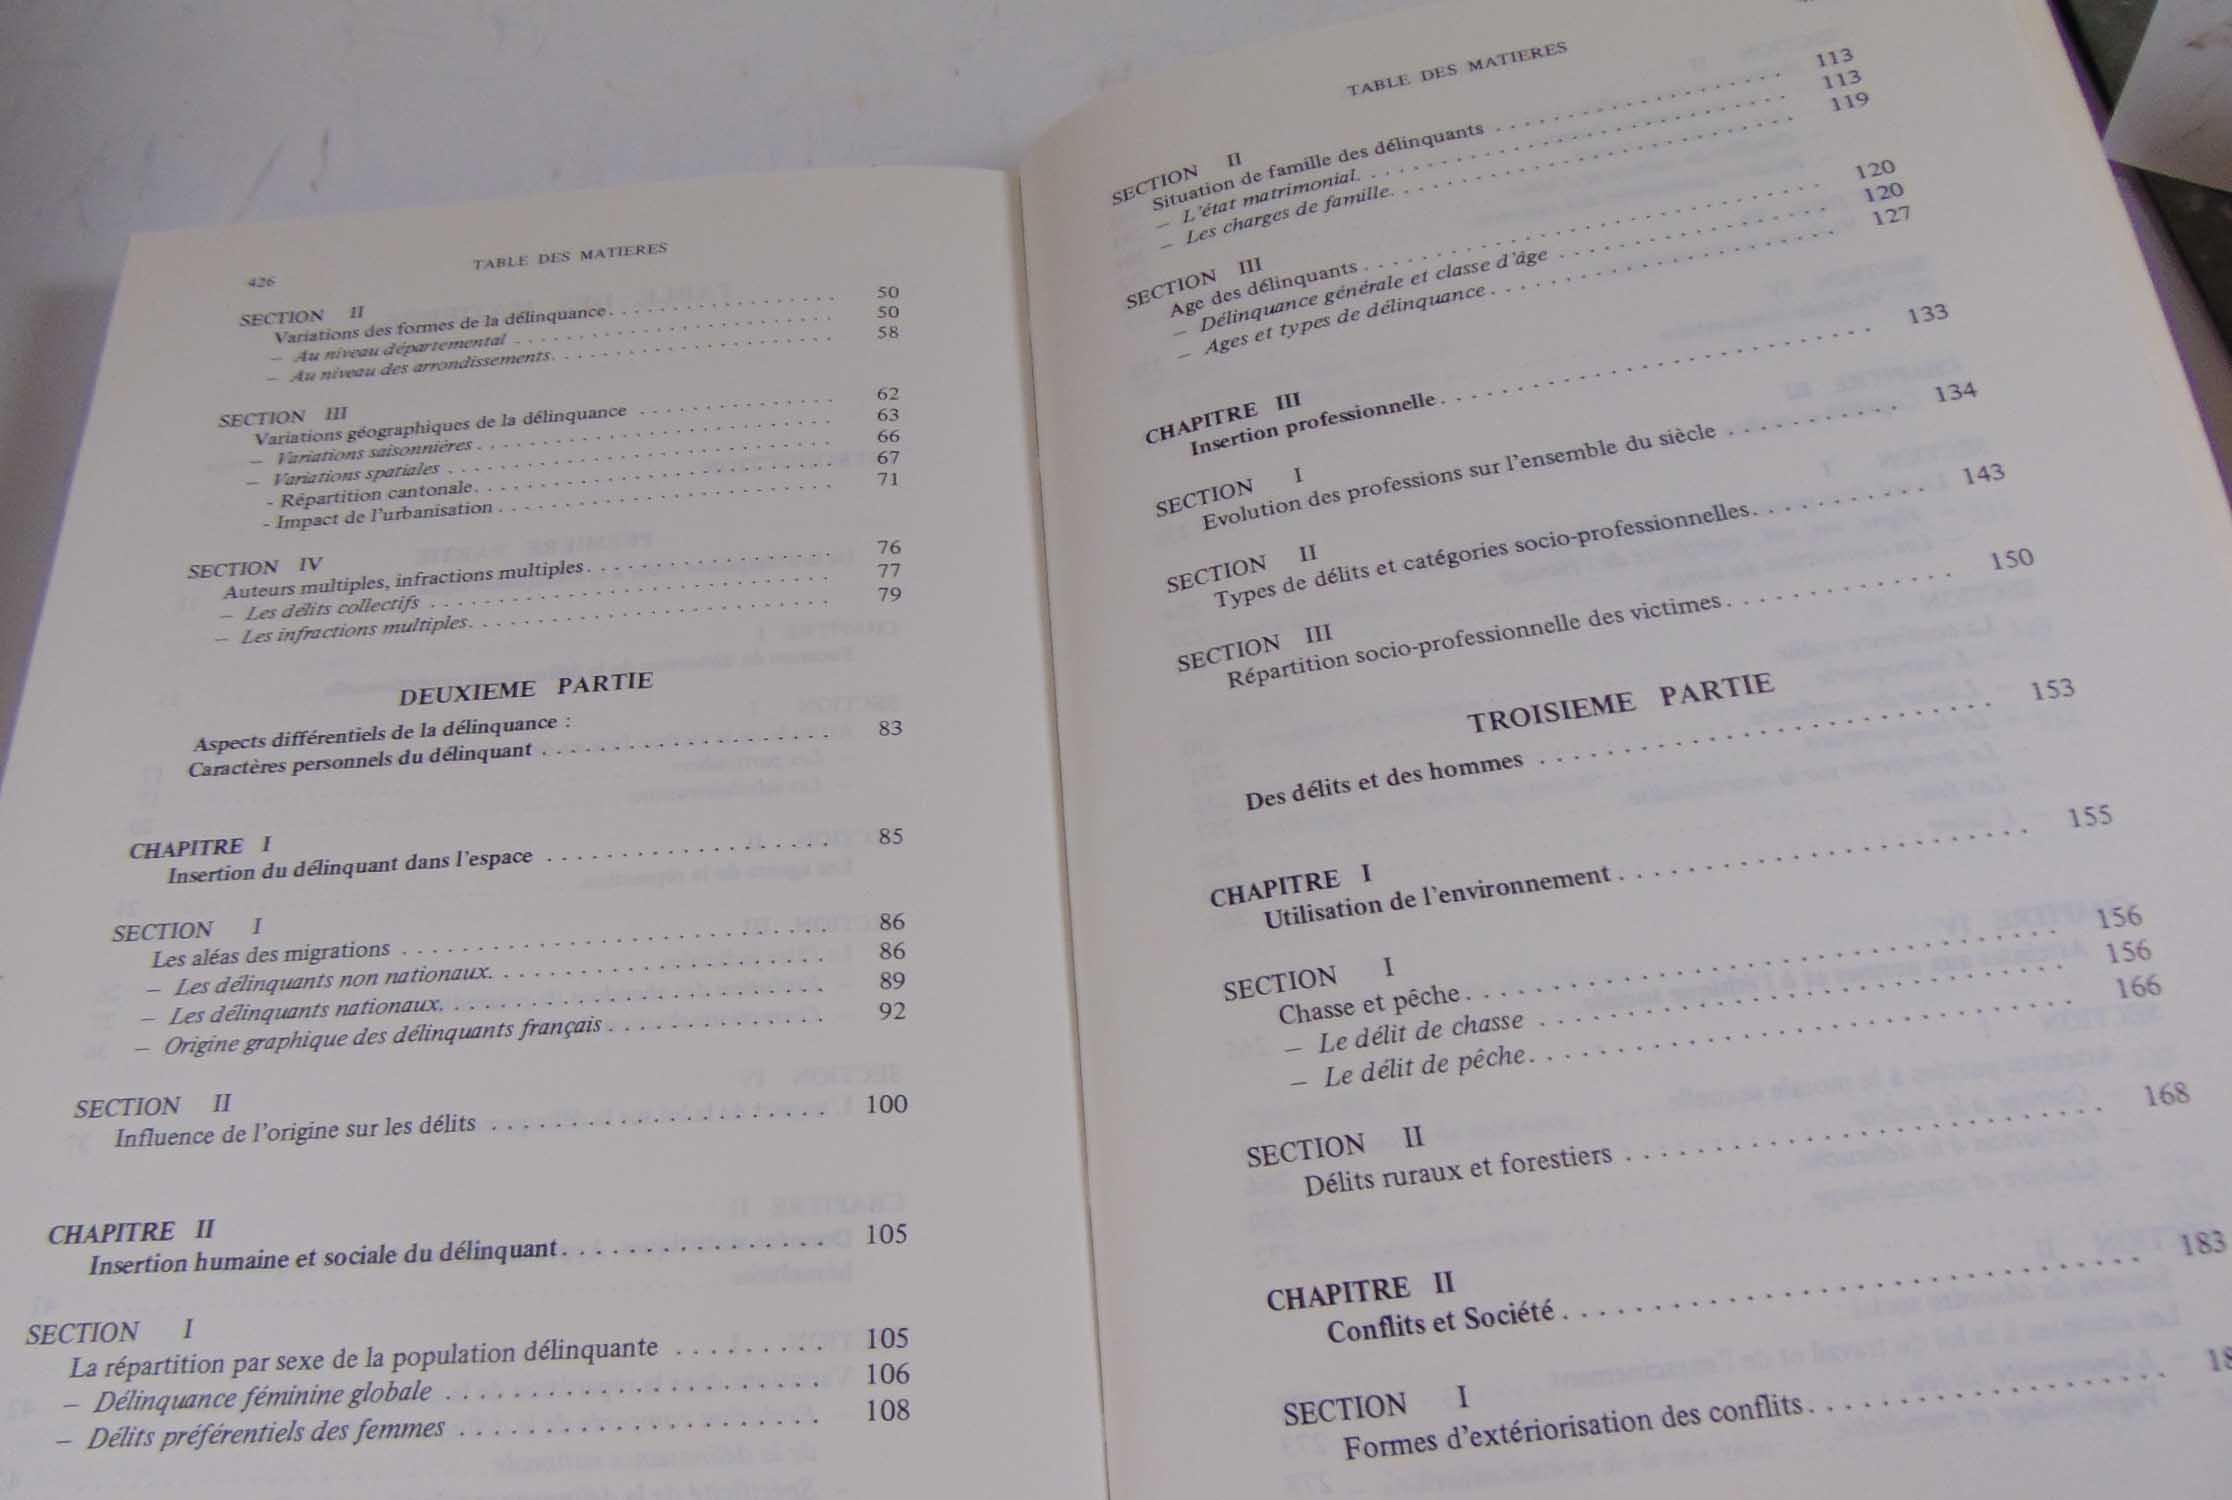 426
TABLE DES MATIERES
SECTION II
Variations des formes de la délinquance. . . . . . . . . . . . . . . . 50
– Au niveau départemental . . . . . . . . . . . . . . . . . . . . . . 50
– Au niveau des arrondissements. . . . . . . . . . . . . . . . . . . . 58
SECTION III
Variations géographiques de la délinquance . . . . . . . . . . . . . . 62
– Variations saisonnières . . . . . . . . . . . . . . . . . . . . . . . 63
– Variations spatiales . . . . . . . . . . . . . . . . . . . . . . . . 66
- Répartition cantonale. . . . . . . . . . . . . . . . . . . . . . . . 67
- Impact de l'urbanisation . . . . . . . . . . . . . . . . . . . . . . 71
SECTION IV
Auteurs multiples, infractions multiples. . . . . . . . . . . . . . . . 76
– Les délits collectifs . . . . . . . . . . . . . . . . . . . . . . . . 77
– Les infractions multiples. . . . . . . . . . . . . . . . . . . . . . 79
DEUXIEME PARTIE
Aspects différentiels de la délinquance :
Caractères personnels du délinquant . . . . . . . . . . . . . . . . . . 83
CHAPITRE I
Insertion du délinquant dans l'espace . . . . . . . . . . . . . . . . . 85
SECTION I
Les aléas des migrations . . . . . . . . . . . . . . . . . . . . . . . 86
– Les délinquants non nationaux. . . . . . . . . . . . . . . . . . . . 86
– Les délinquants nationaux. . . . . . . . . . . . . . . . . . . . . . 89
– Origine graphique des délinquants français . . . . . . . . . . . . . 92
SECTION II
Influence de l'origine sur les délits . . . . . . . . . . . . . . . . . 100
CHAPITRE II
Insertion humaine et sociale du délinquant. . . . . . . . . . . . . . . 105
SECTION I
La répartition par sexe de la population délinquante . . . . . . . . . 105
– Délinquance féminine globale . . . . . . . . . . . . . . . . . . . . 106
– Délits préférentiels des femmes . . . . . . . . . . . . . . . . . . . 108
TABLE DES MATIERES
SECTION II
Situation de famille des délinquants . . . . . . . . . . . . . . . . . 113
– L'état matrimonial. . . . . . . . . . . . . . . . . . . . . . . . . . 113
– Les charges de famille. . . . . . . . . . . . . . . . . . . . . . . . 119
SECTION III
Age des délinquants . . . . . . . . . . . . . . . . . . . . . . . . . . 120
– Délinquance générale et classe d'âge . . . . . . . . . . . . . . . . 120
– Ages et types de délinquance . . . . . . . . . . . . . . . . . . . . 127
CHAPITRE III
Insertion professionnelle. . . . . . . . . . . . . . . . . . . . . . . 133
SECTION I
Evolution des professions sur l'ensemble du siècle . . . . . . . . . . 134
SECTION II
Types de délits et catégories socio-professionnelles. . . . . . . . . . 143
SECTION III
Répartition socio-professionnelle des victimes. . . . . . . . . . . . . 150
TROISIEME PARTIE
Des délits et des hommes . . . . . . . . . . . . . . . . . . . . . . . 153
CHAPITRE I
Utilisation de l'environnement . . . . . . . . . . . . . . . . . . . . 155
SECTION I
Chasse et pêche. . . . . . . . . . . . . . . . . . . . . . . . . . . . 156
– Le délit de chasse . . . . . . . . . . . . . . . . . . . . . . . . . 156
– Le délit de pêche. . . . . . . . . . . . . . . . . . . . . . . . . . 166
SECTION II
Délits ruraux et forestiers . . . . . . . . . . . . . . . . . . . . . . 168
CHAPITRE II
Conflits et Société . . . . . . . . . . . . . . . . . . . . . . . . . . 183
SECTION I
Formes d'extériorisation des conflits. . . . . . . . . . . . . . . . .